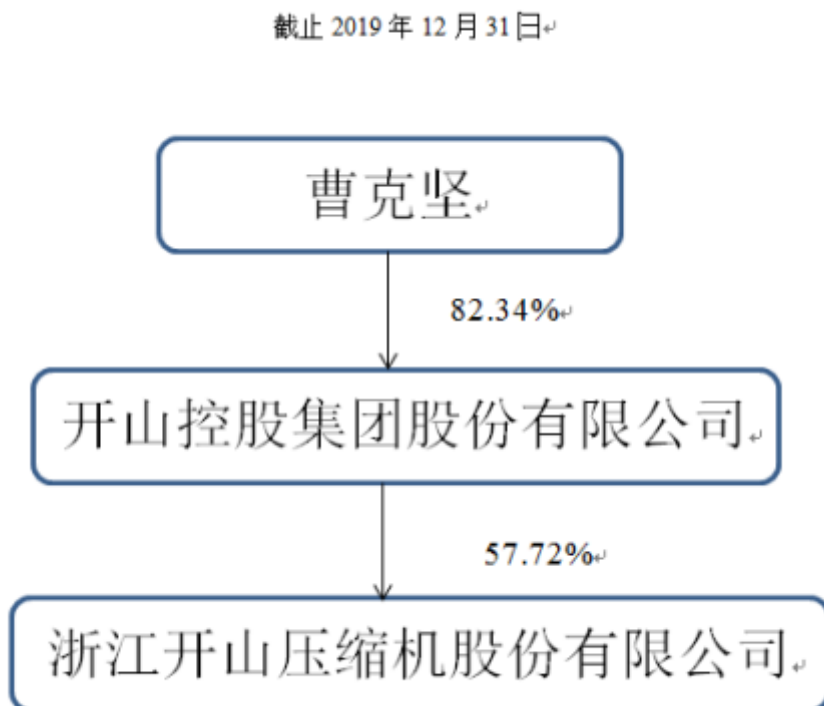 截止 2019 年 12 月 31 日
曹克坚
82.34%
开山控股集团股份有限公司
57.72%
浙江开山压缩机股份有限公司